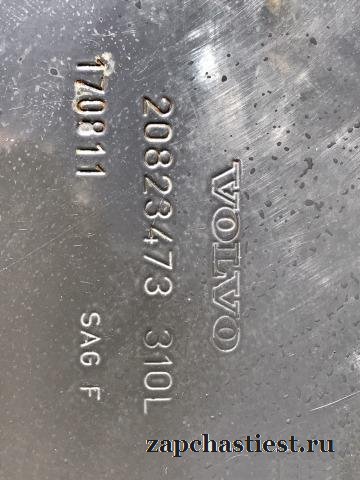 VOLVO
20823473 310L
170811 SAG F
zapchastiest.ru